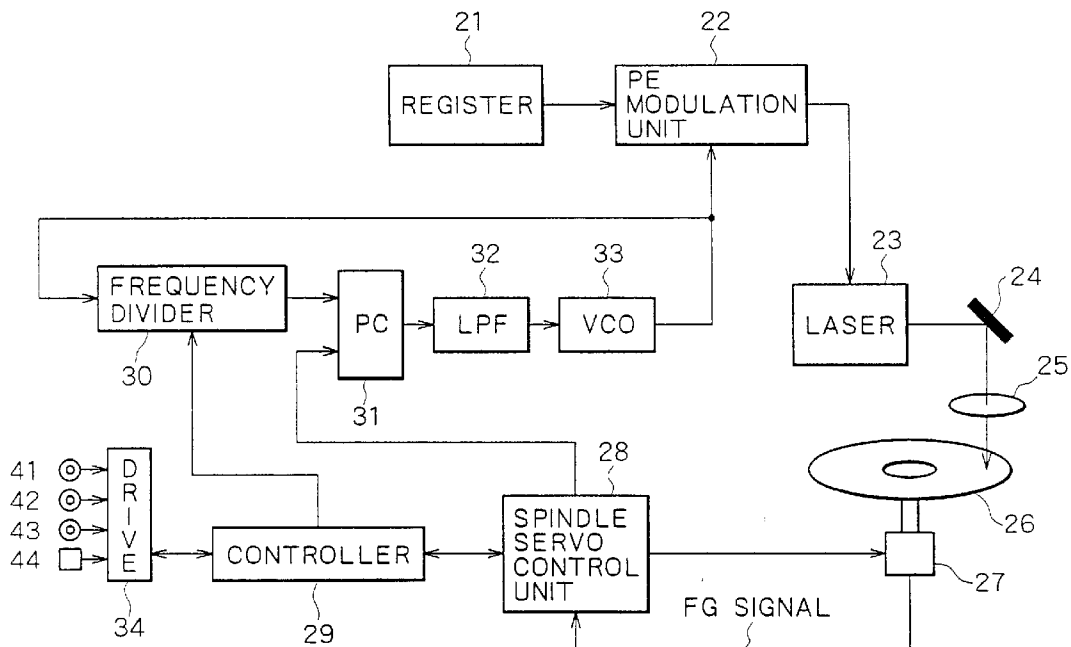 21
22
REGISTER
PE
MODULATION
UNIT
23
24
LASER
25
32
33
FREQUENCY
DIVIDER
PC
LPF
VCO
30
31
26
28
41
42
43
44
DRIVE
34
CONTROLLER
29
SPINDLE
SERVO
CONTROL
UNIT
27
FG SIGNAL